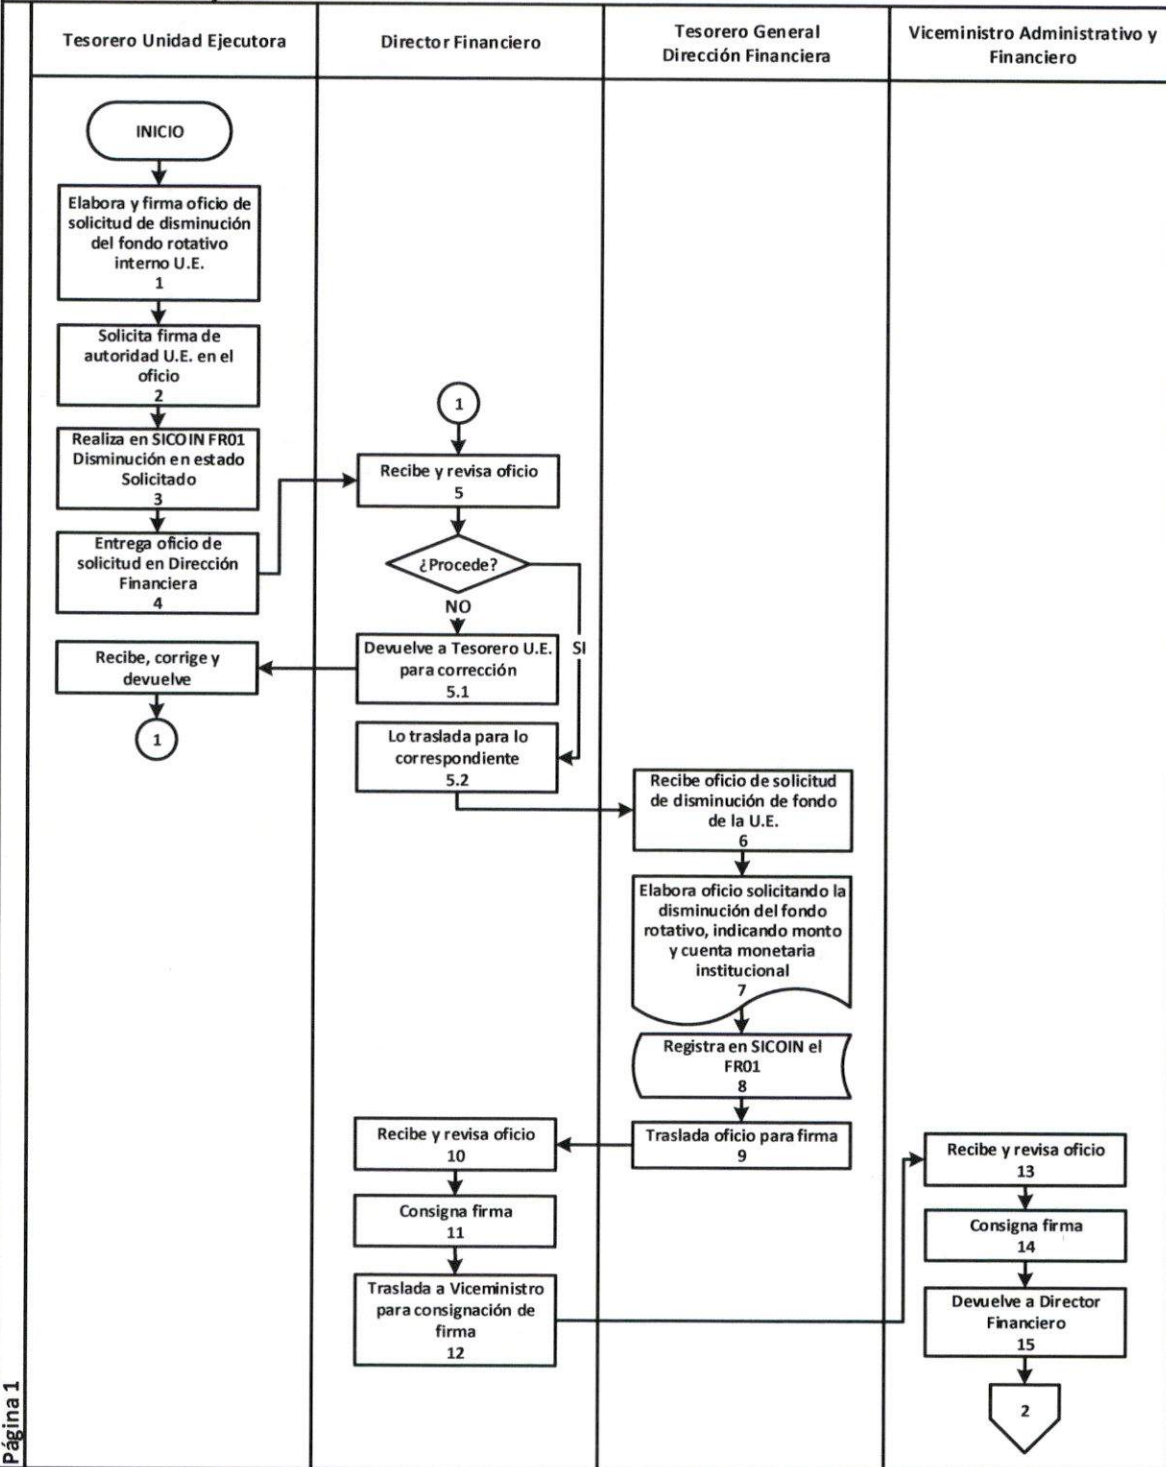 Tesorero Unidad Ejecutora
Director Financiero
Tesorero General
Dirección Financiera
Viceministro Administrativo y
Financiero
INICIO
Elabora y firma oficio de
solicitud de disminución
del fondo rotativo
interno U.E.
1
Solicita firma de
autoridad U.E. en el
oficio
2
Realiza en SICOIN FR01
Disminución en estado
Solicitado
3
Entrega oficio de
solicitud en Dirección
Financiera
4
Recibe, corrige y
devuelve
1
1
Recibe y revisa oficio
5
¿Procede?
NO
SI
Devuelve a Tesorero U.E.
para corrección
5.1
Lo traslada para lo
correspondiente
5.2
Recibe oficio de solicitud
de disminución de fondo
de la U.E.
6
Elabora oficio solicitando la
disminución del fondo
rotativo, indicando monto
y cuenta monetaria
institucional
7
Registra en SICOIN el
FR01
8
Traslada oficio para firma
9
Recibe y revisa oficio
10
Consigna firma
11
Traslada a Viceministro
para consignación de
firma
12
Recibe y revisa oficio
13
Consigna firma
14
Devuelve a Director
Financiero
15
2
Página 1